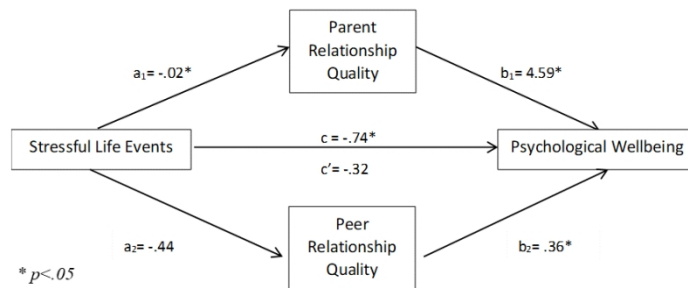 Parent
Relationship
Quality
a₁= -.02*
b₁= 4.59*
Stressful Life Events
c = -.74*
c’= -.32
Psychological Wellbeing
Peer
Relationship
Quality
a₂= -.44
b₂= .36*
* p<.05